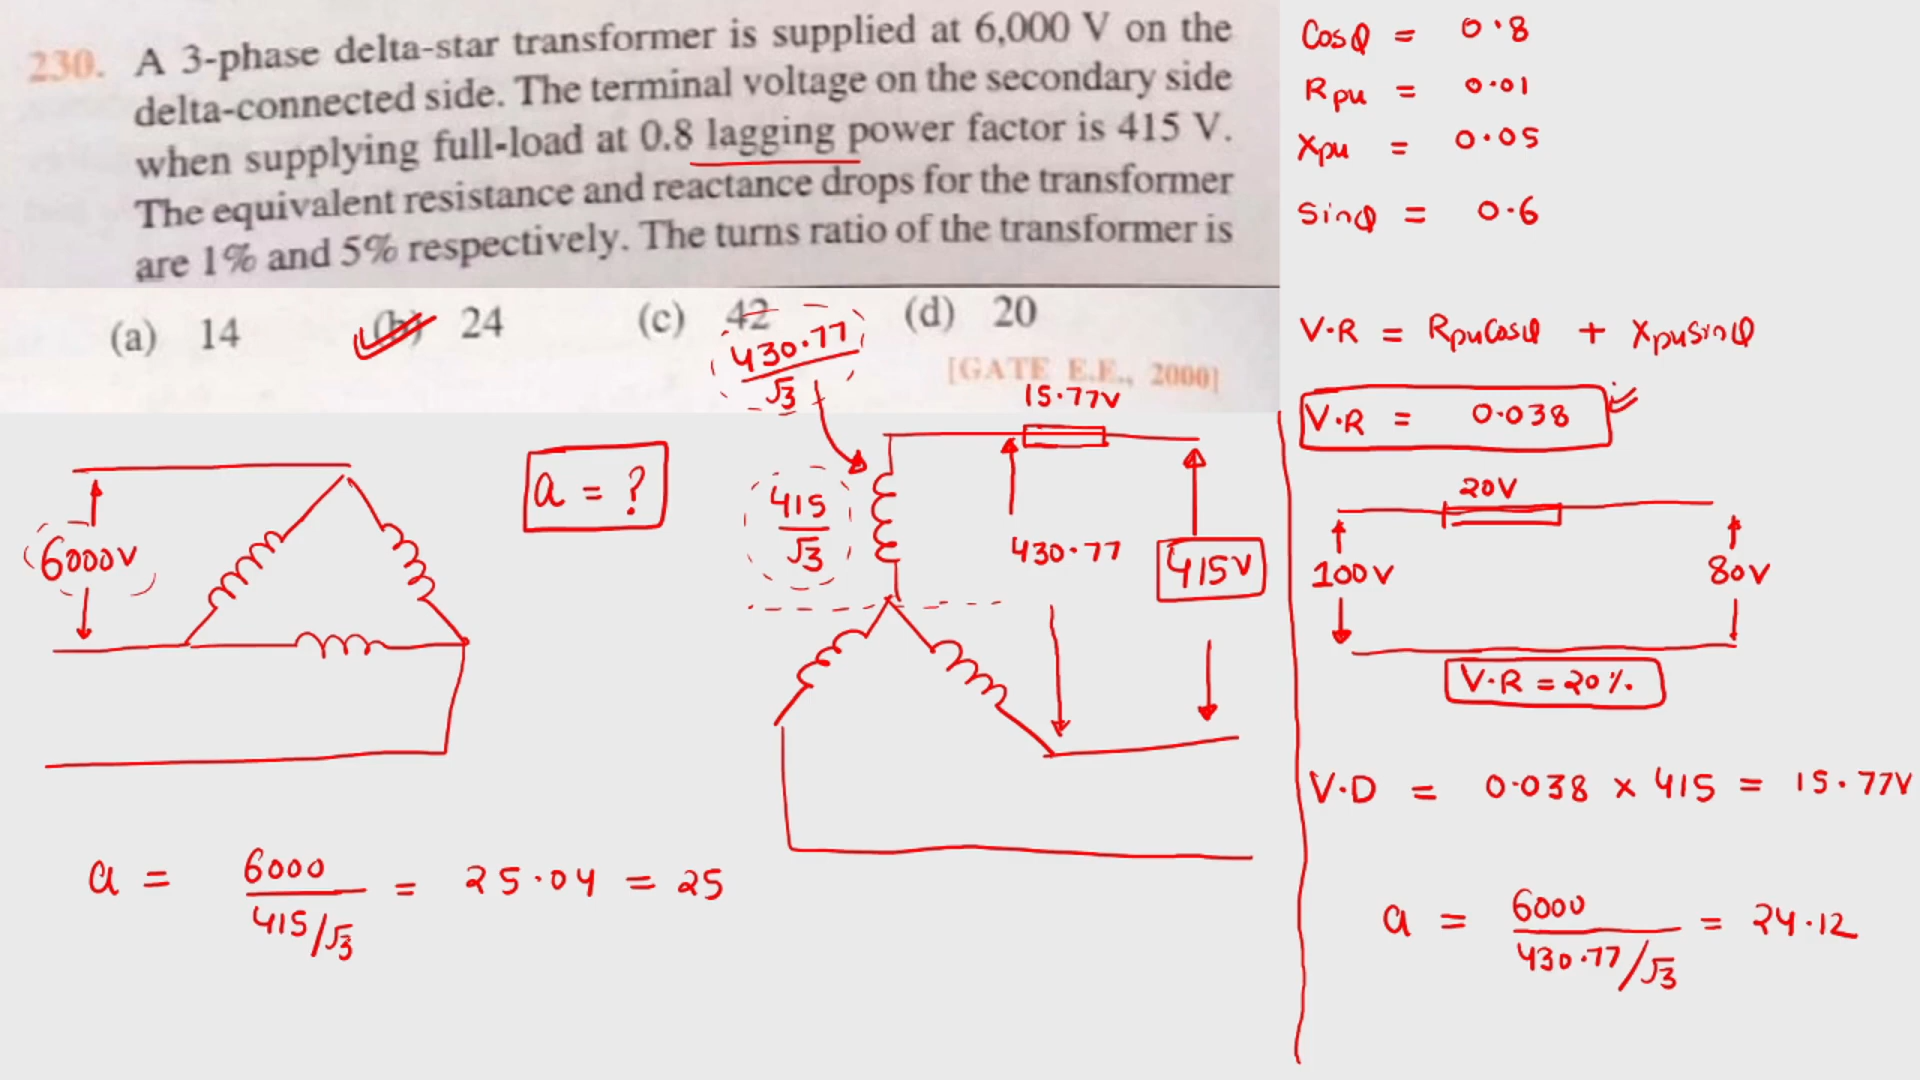 230. A 3-phase delta-star transformer is supplied at 6,000 V on the
delta-connected side. The terminal voltage on the secondary side
when supplying full-load at 0.8 lagging power factor is 415 V.
The equivalent resistance and reactance drops for the transformer
are 1% and 5% respectively. The turns ratio of the transformer is
(a) 14 (b) 24 (c) 42 (d) 20
[GATE E.E., 2000]
430.77/√3
15.77V
a = ?
6000V
415/√3
430.77
415V
a = 6000 / 415/√3 = 25.04 = 25
Cosφ = 0.8
Rpu = 0.01
Xpu = 0.05
Sinφ = 0.6
V.R = RpuCosφ + XpuSinφ
V.R = 0.038
20V
100V
80V
V.R = 20%.
V.D = 0.038 × 415 = 15.77V
a = 6000 / 430.77/√3 = 24.12